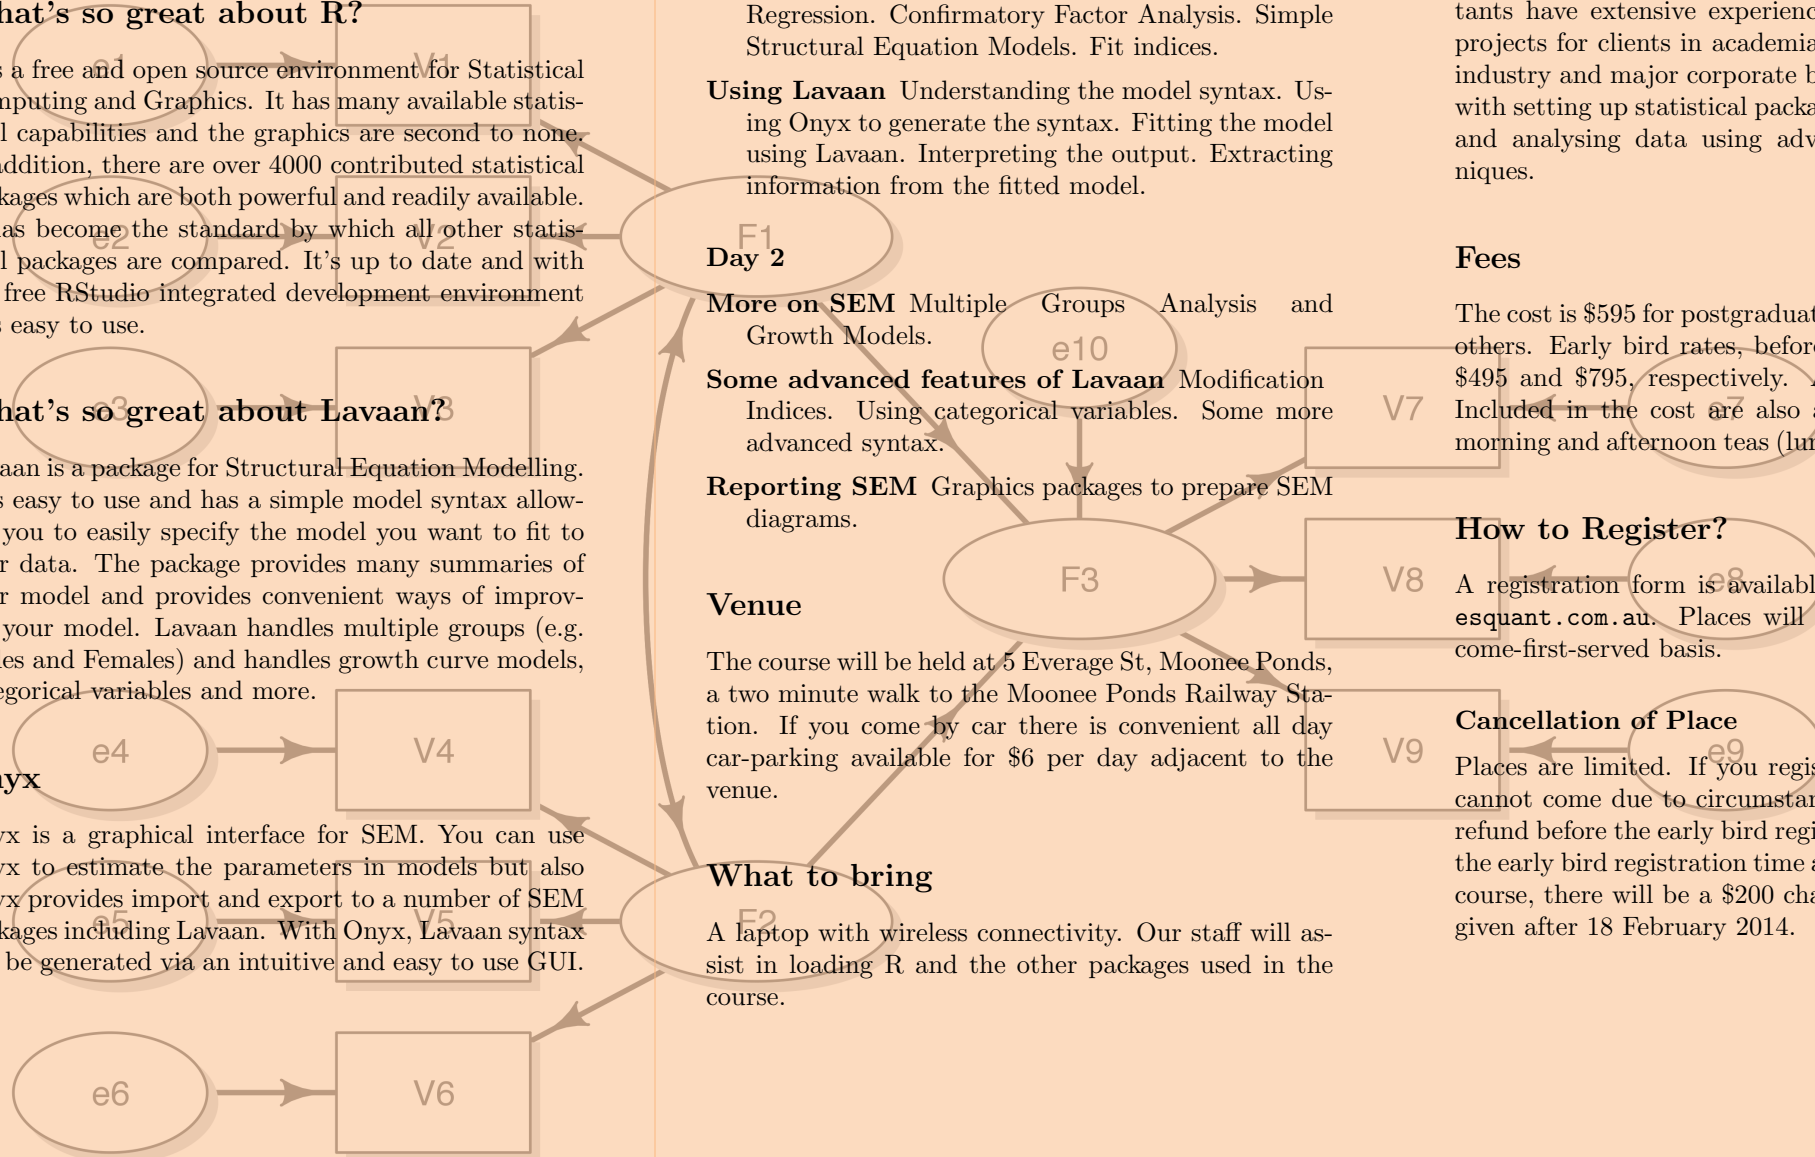 hat's so great about R?
s a free and open source environment for Statistical
mputing and Graphics. It has many available statis-
l capabilities and the graphics are second to none.
addition, there are over 4000 contributed statistical
kages which are both powerful and readily available.
as become the standard by which all other statis-
l packages are compared. It's up to date and with
free RStudio integrated development environment
s easy to use.
hat's so great about Lavaan?
aan is a package for Structural Equation Modelling.
s easy to use and has a simple model syntax allow-
you to easily specify the model you want to fit to
r data. The package provides many summaries of
r model and provides convenient ways of improv-
your model. Lavaan handles multiple groups (e.g.
les and Females) and handles growth curve models,
egorical variables and more.
nyx
yx is a graphical interface for SEM. You can use
yx to estimate the parameters in models but also
yx provides import and export to a number of SEM
kages including Lavaan. With Onyx, Lavaan syntax
be generated via an intuitive and easy to use GUI.
Regression. Confirmatory Factor Analysis. Simple
Structural Equation Models. Fit indices.
Using Lavaan Understanding the model syntax. Us-
ing Onyx to generate the syntax. Fitting the model
using Lavaan. Interpreting the output. Extracting
information from the fitted model.
Day 2
More on SEM Multiple Groups Analysis and
Growth Models.
Some advanced features of Lavaan Modification
Indices. Using categorical variables. Some more
advanced syntax.
Reporting SEM Graphics packages to prepare SEM
diagrams.
Venue
The course will be held at 5 Everage St, Moonee Ponds,
a two minute walk to the Moonee Ponds Railway Sta-
tion. If you come by car there is convenient all day
car-parking available for $6 per day adjacent to the
venue.
What to bring
A laptop with wireless connectivity. Our staff will as-
sist in loading R and the other packages used in the
course.
tants have extensive experienc
projects for clients in academia
industry and major corporate b
with setting up statistical packa
and analysing data using adv
niques.
Fees
The cost is $595 for postgraduat
others. Early bird rates, before
$495 and $795, respectively.
Included in the cost are also a
morning and afternoon teas (lun
How to Register?
A registration form is availabl
esquant.com.au. Places will
come-first-served basis.
Cancellation of Place
Places are limited. If you regis
cannot come due to circumstan
refund before the early bird regi
the early bird registration time a
course, there will be a $200 cha
given after 18 February 2014.
e1
V1
e2
V2
F1
e3
V3
e10
V7
e7
F3
V8
e8
e4
V4
V9
e9
e5
V5
F2
e6
V6